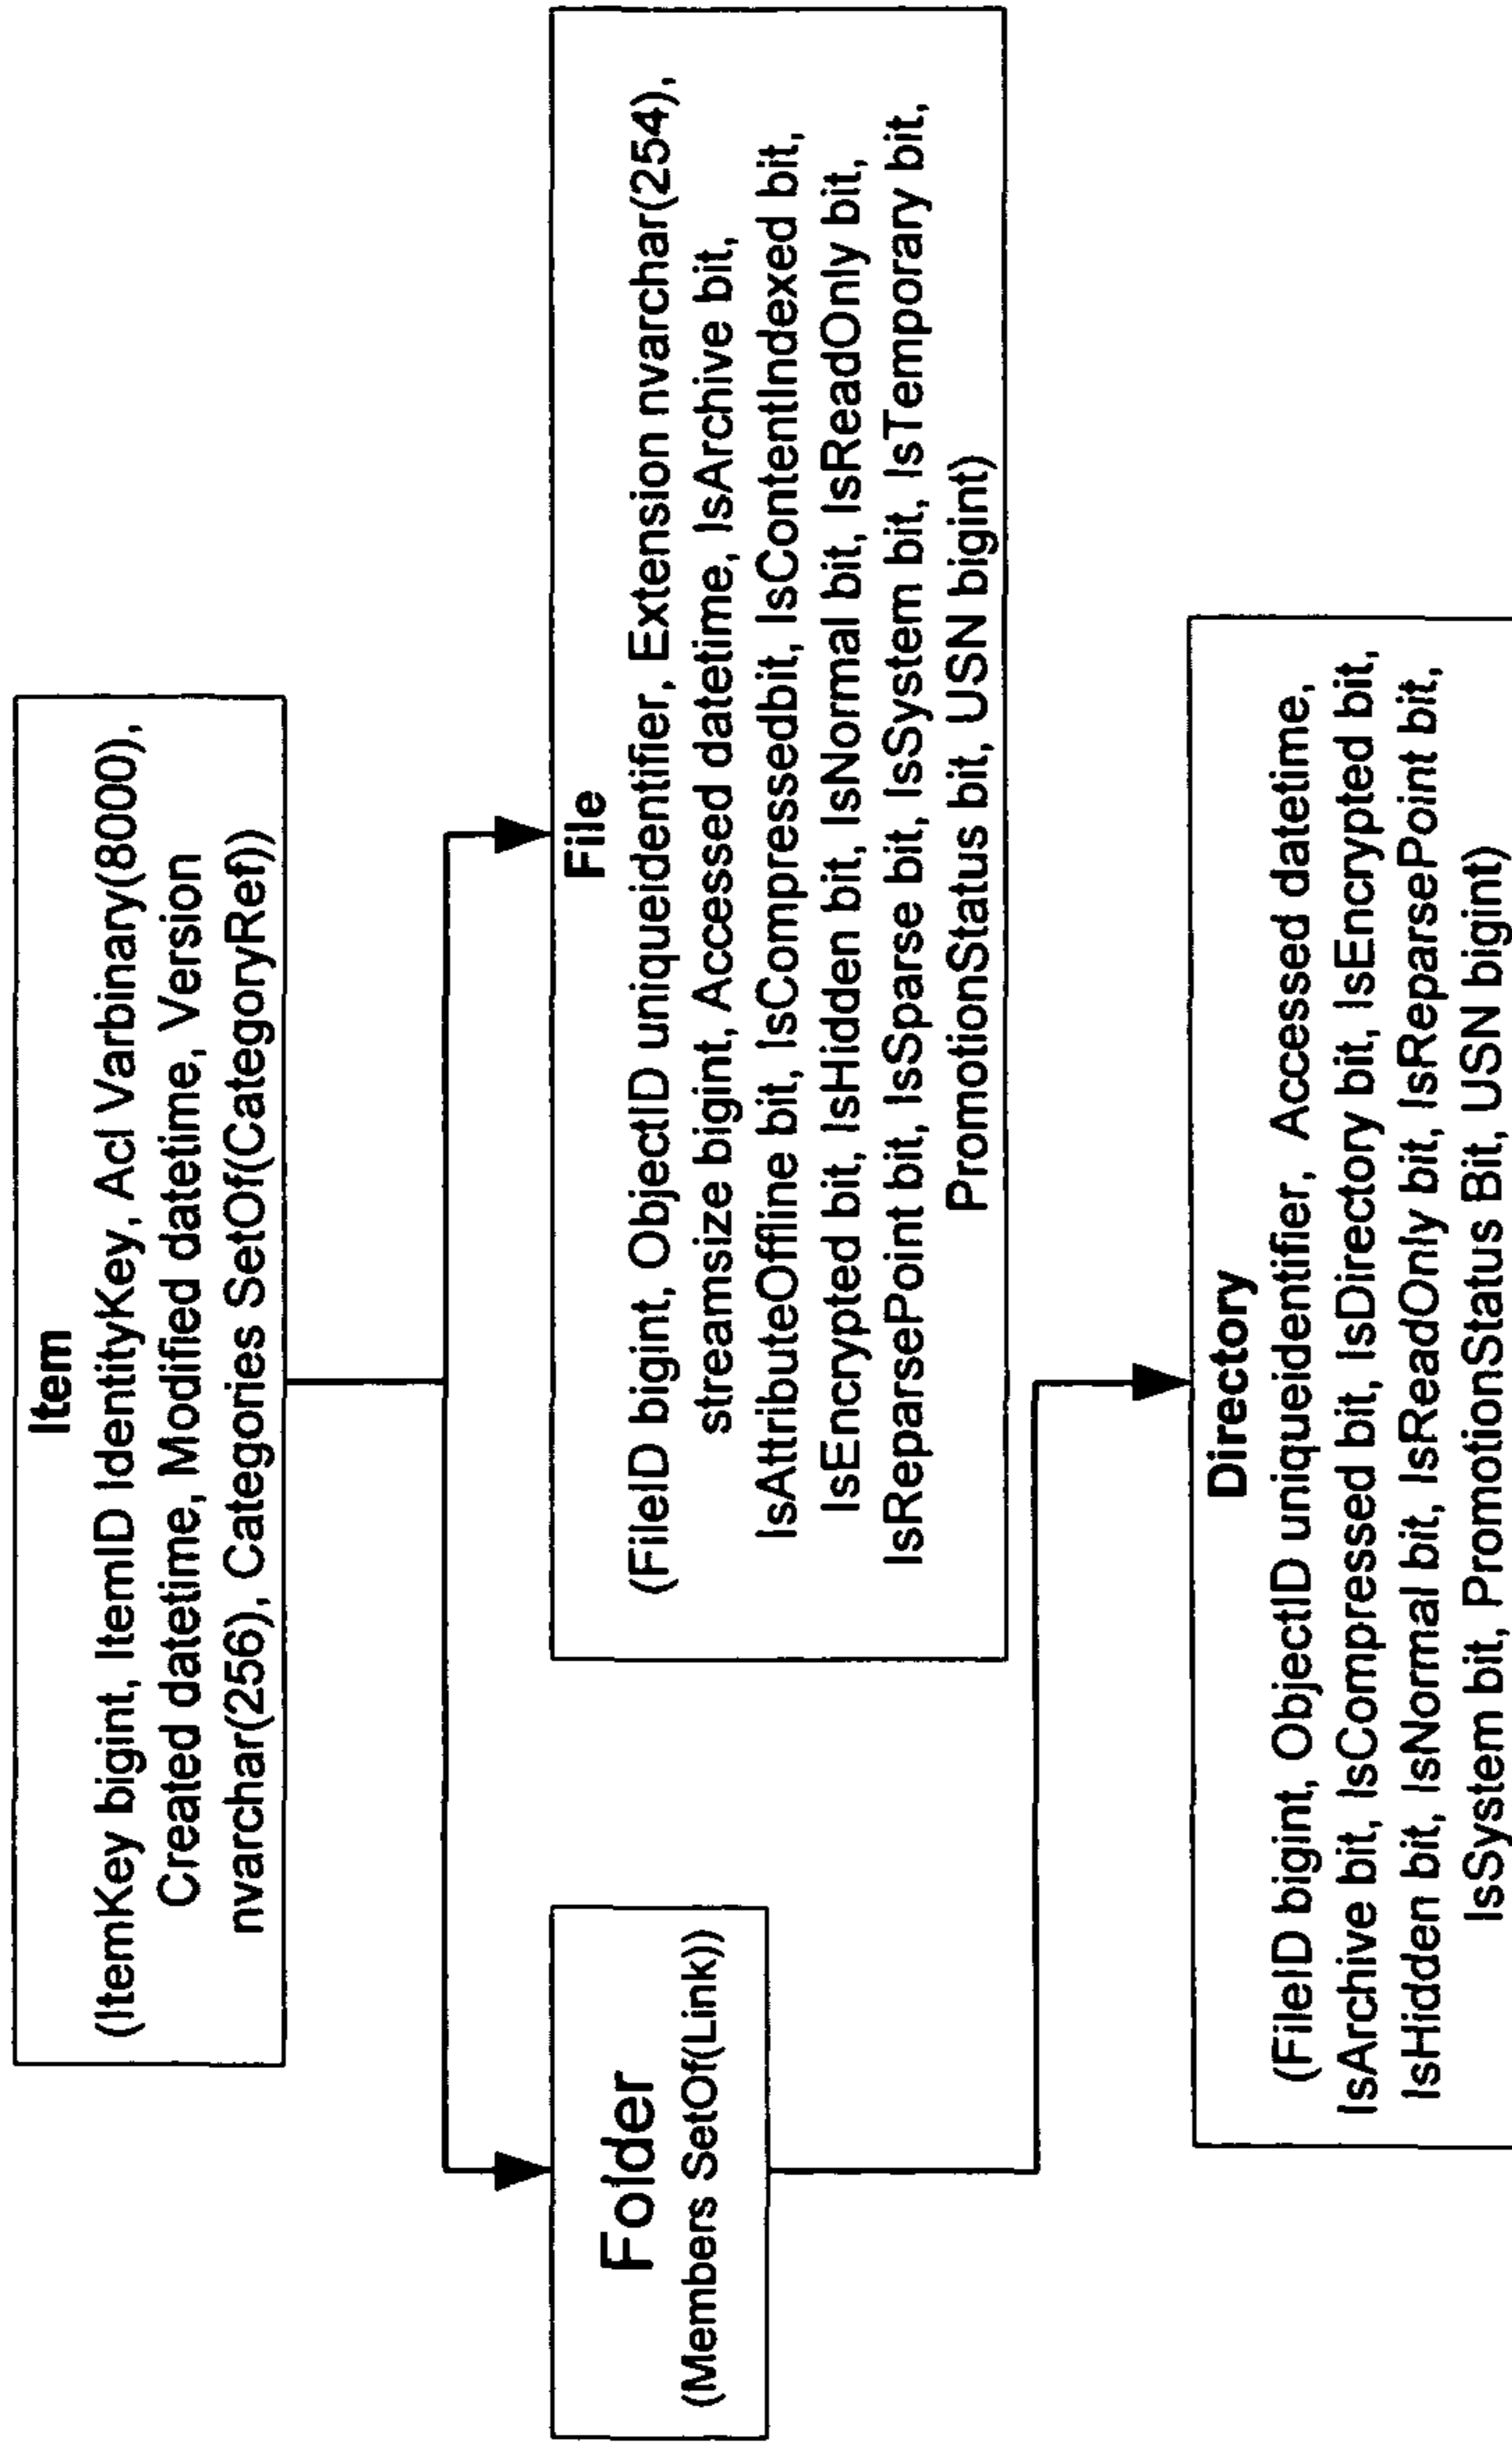 Item
(ItemKey bigint, ItemID IdentityKey, Acl Varbinary(8000),
Created datetime, Modified datetime, Version
nvarchar(256), Categories SetOf(CategoryRef))
Folder
(Members SetOf(Link))
File
(FileID bigint, ObjectID uniqueidentifier, Extension nvarchar(254),
streamsize bigint, Accessed datetime, IsArchive bit,
IsAttributeOffline bit, IsCompressedbit, IsContentIndexed bit,
IsEncrypted bit, IsHidden bit, IsNormal bit, IsReadOnly bit,
IsReparsePoint bit, IsSparse bit, IsSystem bit, IsTemporary bit,
PromotionStatus bit, USN bigint)
Directory
(FileID bigint, ObjectID uniqueidentifier, Accessed datetime,
IsArchive bit, IsCompressed bit, IsDirectory bit, IsEncrypted bit,
IsHidden bit, IsNormal bit, IsReadOnly bit, IsReparsePoint bit,
IsSystem bit, PromotionStatus Bit, USN bigint)